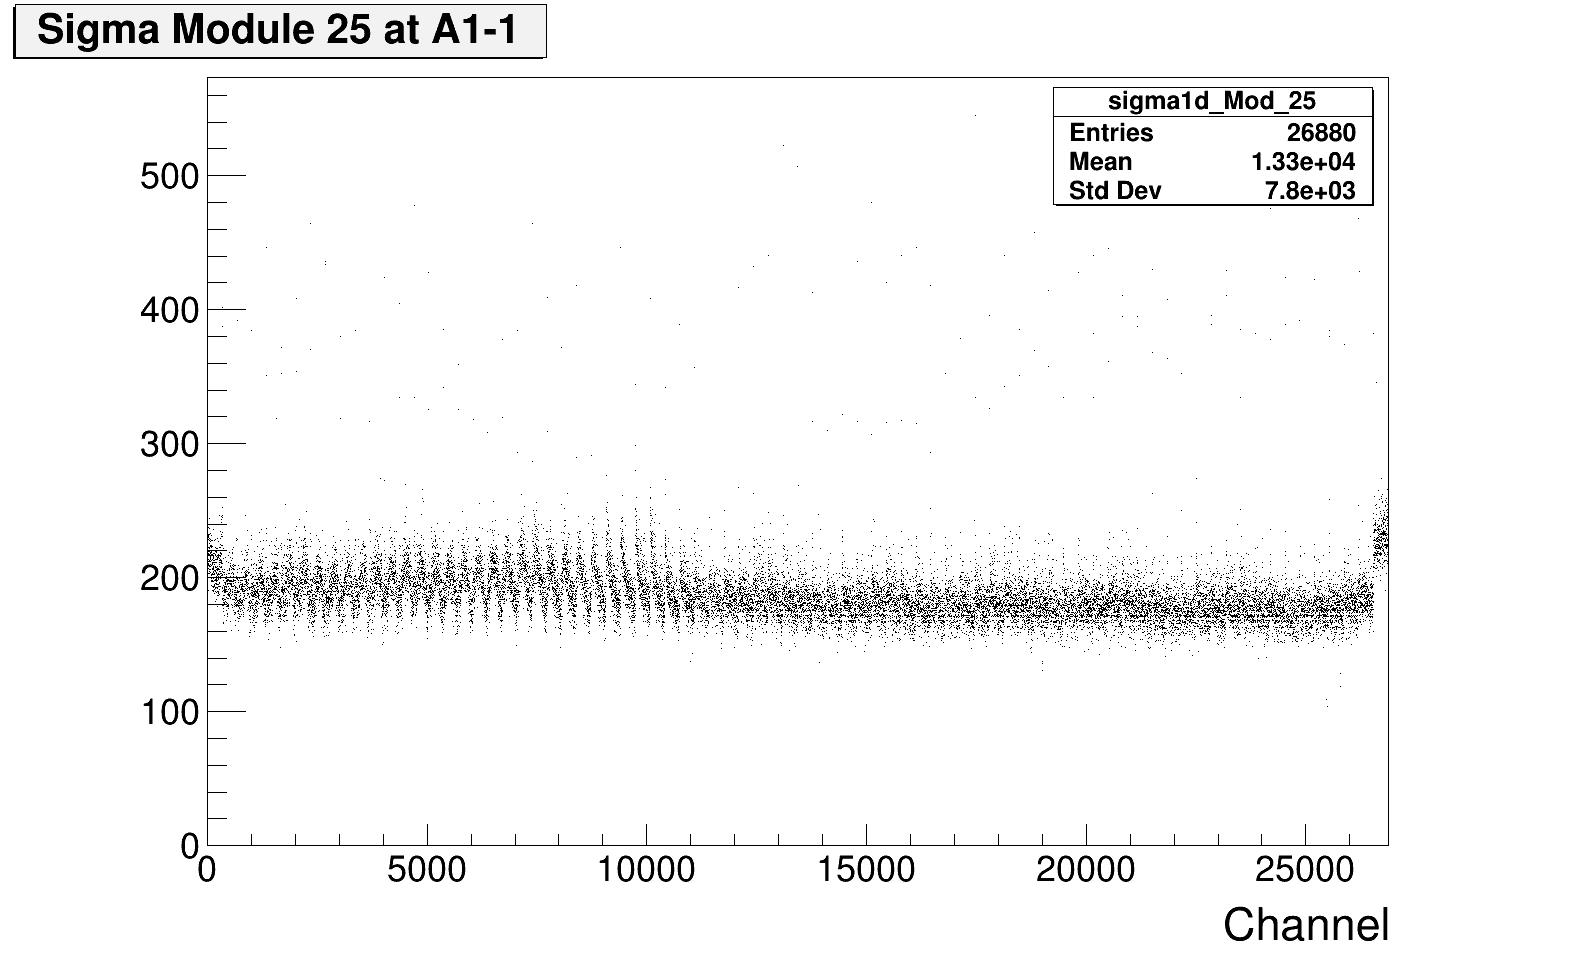 Sigma Module 25 at A1-1
sigma1d_Mod_25
Entries 26880
Mean 1.33e+04
Std Dev 7.8e+03
500
400
300
200
100
0
0 5000 10000 15000 20000 25000
Channel